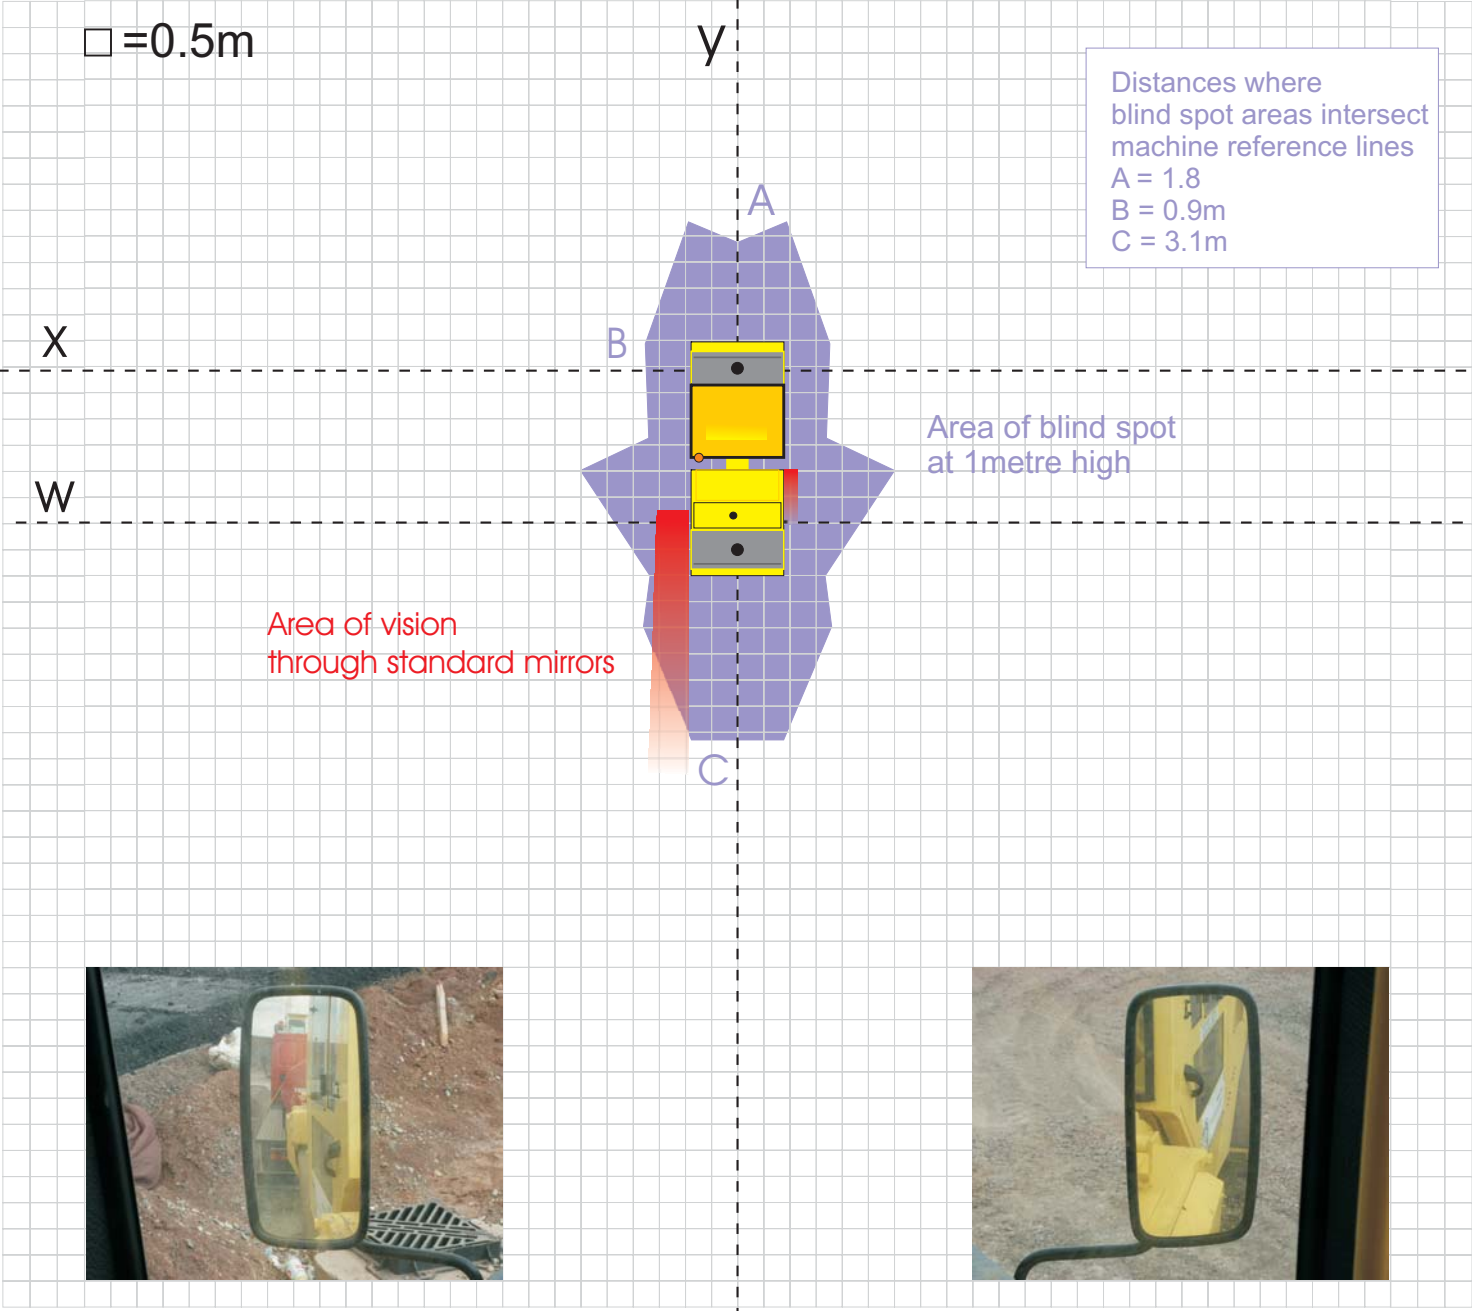 =0.5m
y
Distances where
blind spot areas intersect
machine reference lines
A = 1.8
B = 0.9m
C = 3.1m
A
X
B
Area of blind spot
at 1metre high
W
Area of vision
through standard mirrors
C